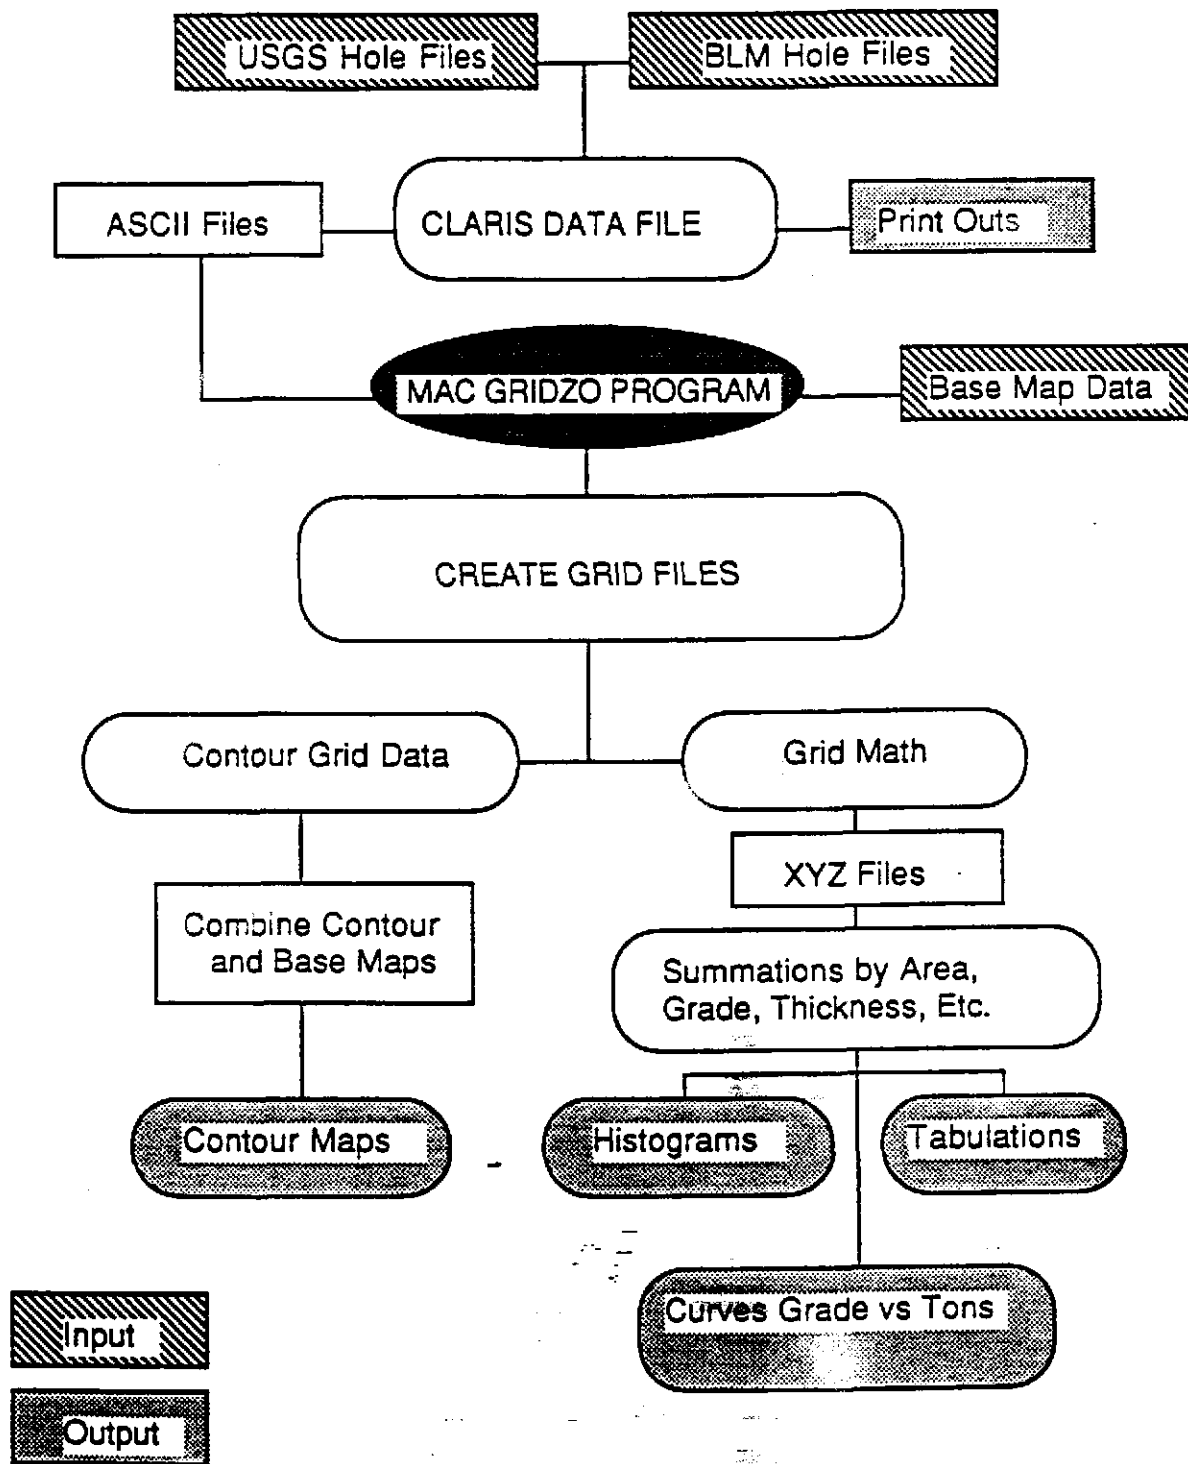 USGS Hole Files
BLM Hole Files
ASCII Files
CLARIS DATA FILE
Print Outs
MAC GRIDZO PROGRAM
Base Map Data
CREATE GRID FILES
Contour Grid Data
Grid Math
XYZ Files
Combine Contour
and Base Maps
Summations by Area,
Grade, Thickness, Etc.
Contour Maps
Histograms
Tabulations
Curves Grade vs Tons
Input
Output